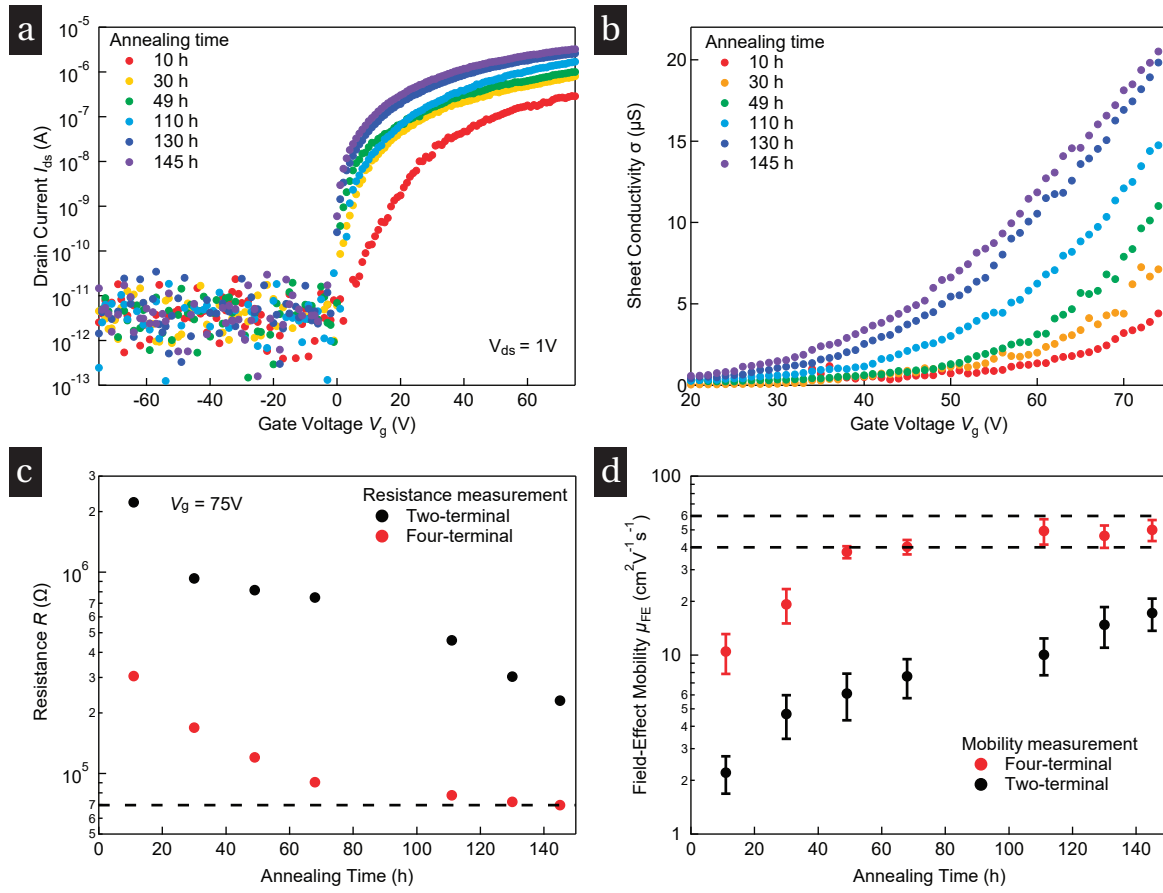 a
Drain Current I_ds (A)
10^-5
10^-6
10^-7
10^-8
10^-9
10^-10
10^-11
10^-12
10^-13
Annealing time
10 h
30 h
49 h
110 h
130 h
145 h
V_ds = 1V
-60
-40
-20
0
20
40
60
Gate Voltage V_g (V)
b
Sheet Conductivity σ (μS)
20
15
10
5
0
Annealing time
10 h
30 h
49 h
110 h
130 h
145 h
20
30
40
50
60
70
Gate Voltage V_g (V)
c
Resistance R (Ω)
3
2
10^6
7
6
5
4
3
2
10^5
7
6
5
V_g = 75V
Resistance measurement
Two-terminal
Four-terminal
0
20
40
60
80
100
120
140
Annealing Time (h)
d
Field-Effect Mobility μ_FE (cm^2V^-1s^-1)
100
6
4
3
2
10
6
4
3
2
1
Mobility measurement
Four-terminal
Two-terminal
0
20
40
60
80
100
120
140
Annealing Time (h)